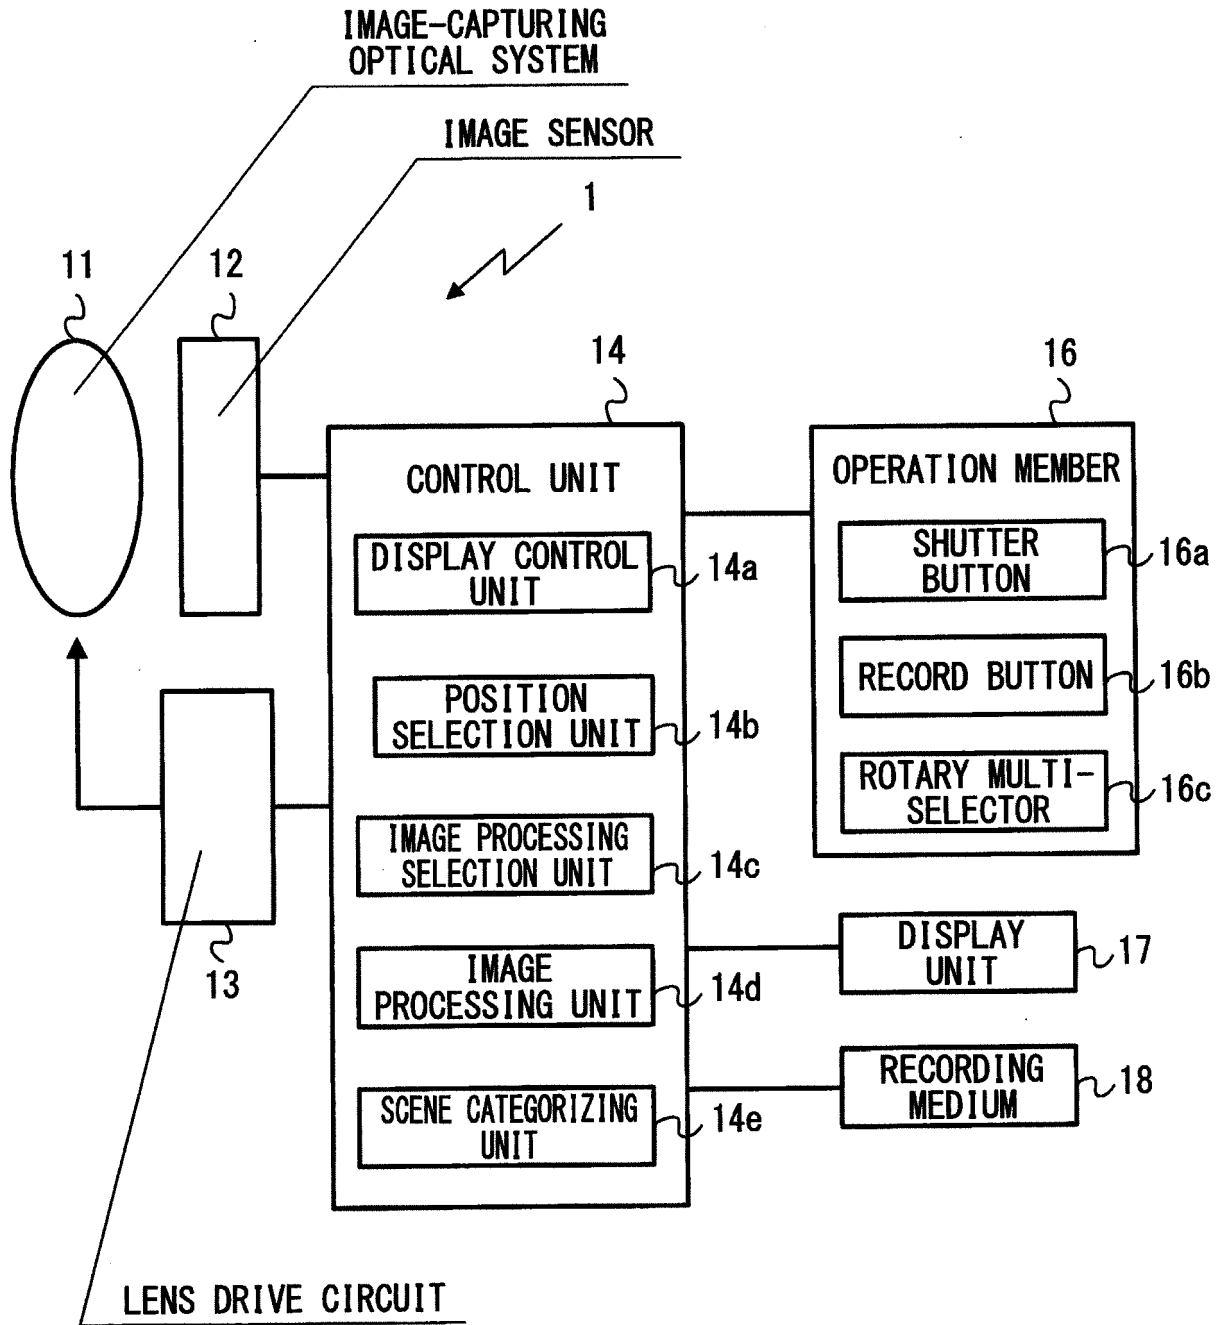 IMAGE-CAPTURING
OPTICAL SYSTEM
IMAGE SENSOR
1
11
12
14
16
CONTROL UNIT
OPERATION MEMBER
DISPLAY CONTROL
UNIT
14a
SHUTTER
BUTTON
16a
POSITION
SELECTION UNIT
14b
RECORD BUTTON
16b
IMAGE PROCESSING
SELECTION UNIT
14c
ROTARY MULTI-
SELECTOR
16c
13
IMAGE
PROCESSING UNIT
14d
DISPLAY
UNIT
17
SCENE CATEGORIZING
UNIT
14e
RECORDING
MEDIUM
18
LENS DRIVE CIRCUIT